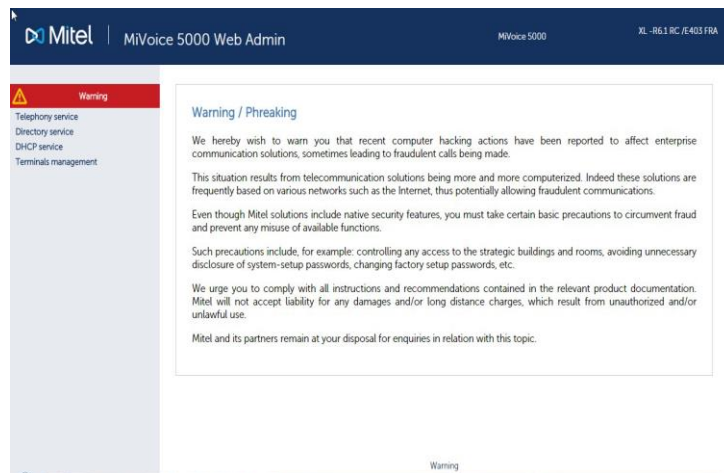 Mitel | MiVoice 5000 Web Admin
MiVoice 5000
XL -R6.1 RC /E403 FRA
Warning
Telephony service
Directory service
DHCP service
Terminals management
Warning / Phreaking
We hereby wish to warn you that recent computer hacking actions have been reported to affect enterprise
communication solutions, sometimes leading to fraudulent calls being made.
This situation results from telecommunication solutions being more and more computerized. Indeed these solutions are
frequently based on various networks such as the Internet, thus potentially allowing fraudulent communications.
Even though Mitel solutions include native security features, you must take certain basic precautions to circumvent fraud
and prevent any misuse of available functions.
Such precautions include, for example: controlling any access to the strategic buildings and rooms, avoiding unnecessary
disclosure of system-setup passwords, changing factory setup passwords, etc.
We urge you to comply with all instructions and recommendations contained in the relevant product documentation.
Mitel will not accept liability for any damages and/or long distance charges, which result from unauthorized and/or
unlawful use.
Mitel and its partners remain at your disposal for enquiries in relation with this topic.
Warning